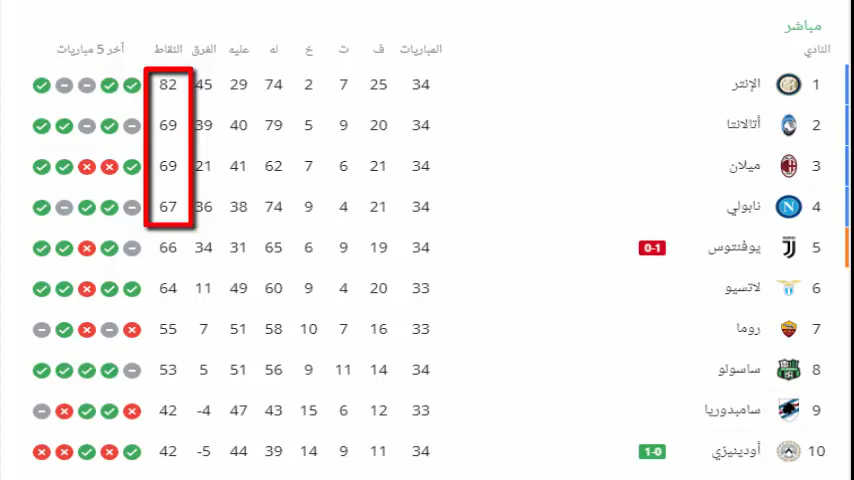 مباشر
النادي المباريات ف ت خ له عليه الفرق النقاط آخر 5 مباريات
1 الإنتر 34 25 7 2 74 29 45 82
2 أتالانتا 34 20 9 5 79 40 39 69
3 ميلان 34 21 6 7 62 41 21 69
4 نابولي 34 21 4 9 74 38 36 67
5 يوفنتوس 0-1 34 19 9 6 65 31 34 66
6 لاتسيو 33 20 4 9 60 49 11 64
7 روما 33 16 7 10 58 51 7 55
8 ساسولو 34 14 11 9 56 51 5 53
9 سامبدوريا 33 12 6 15 43 47 -4 42
10 أودينيزي 1-0 34 11 9 14 39 44 -5 42